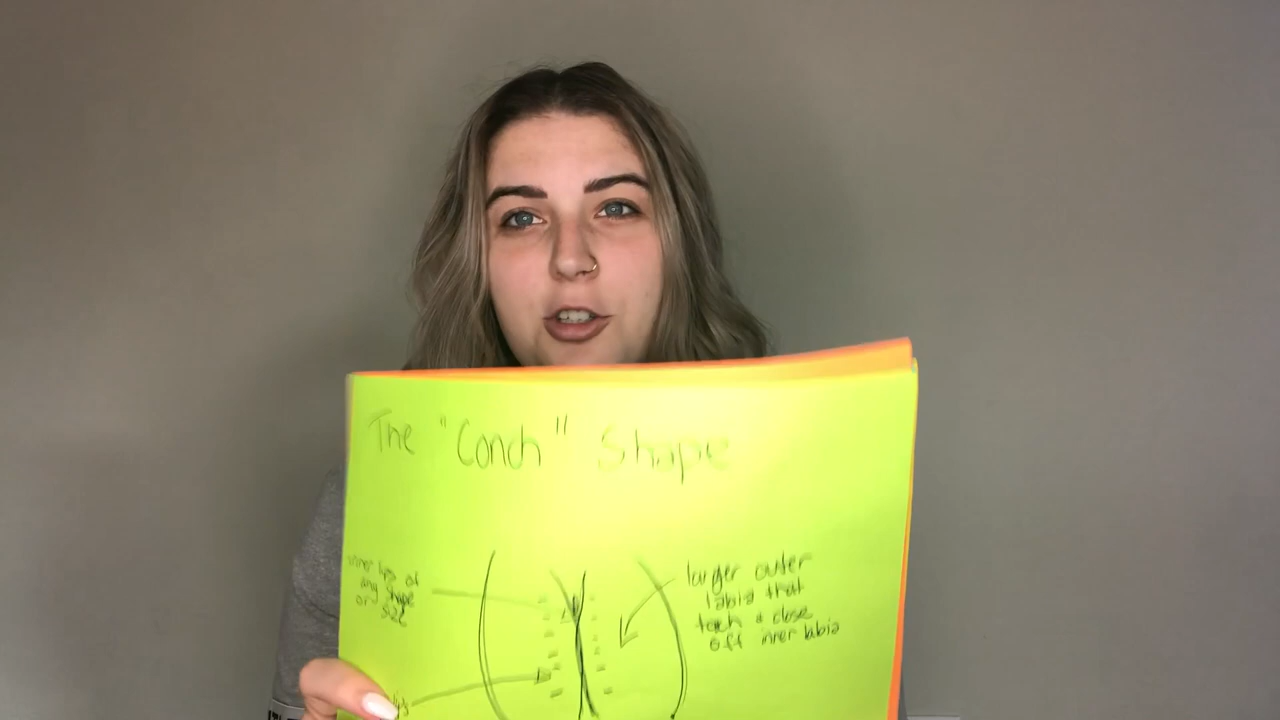 The "Conch" Shape
inner lips of
any shape
or size
larger outer
labia that
touch & close
off inner labia